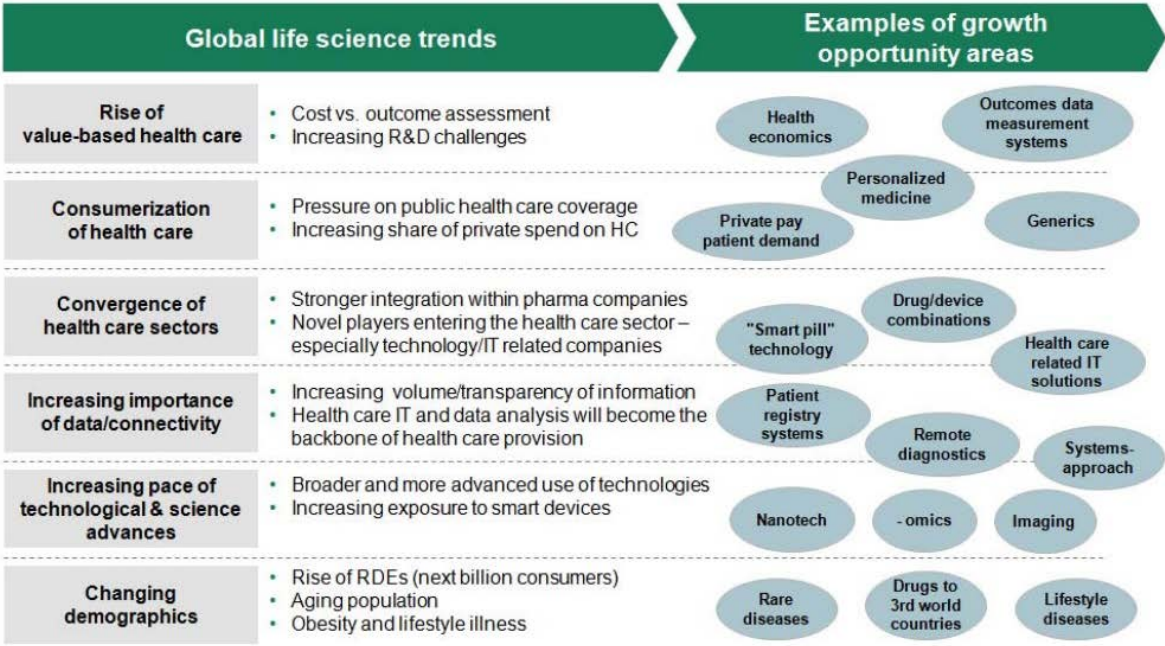 Global life science trends
Examples of growth
opportunity areas
Rise of
value-based health care
• Cost vs. outcome assessment
• Increasing R&D challenges
Health
economics
Outcomes data
measurement
systems
Personalized
medicine
Consumerization
of health care
• Pressure on public health care coverage
• Increasing share of private spend on HC
Private pay
patient demand
Generics
Convergence of
health care sectors
• Stronger integration within pharma companies
• Novel players entering the health care sector –
especially technology/IT related companies
Drug/device
combinations
"Smart pill"
technology
Health care
related IT
solutions
Increasing importance
of data/connectivity
• Increasing volume/transparency of information
• Health care IT and data analysis will become the
backbone of health care provision
Patient
registry
systems
Remote
diagnostics
Systems-
approach
Increasing pace of
technological & science
advances
• Broader and more advanced use of technologies
• Increasing exposure to smart devices
Nanotech
- omics
Imaging
Changing
demographics
• Rise of RDEs (next billion consumers)
• Aging population
• Obesity and lifestyle illness
Rare
diseases
Drugs to
3rd world
countries
Lifestyle
diseases